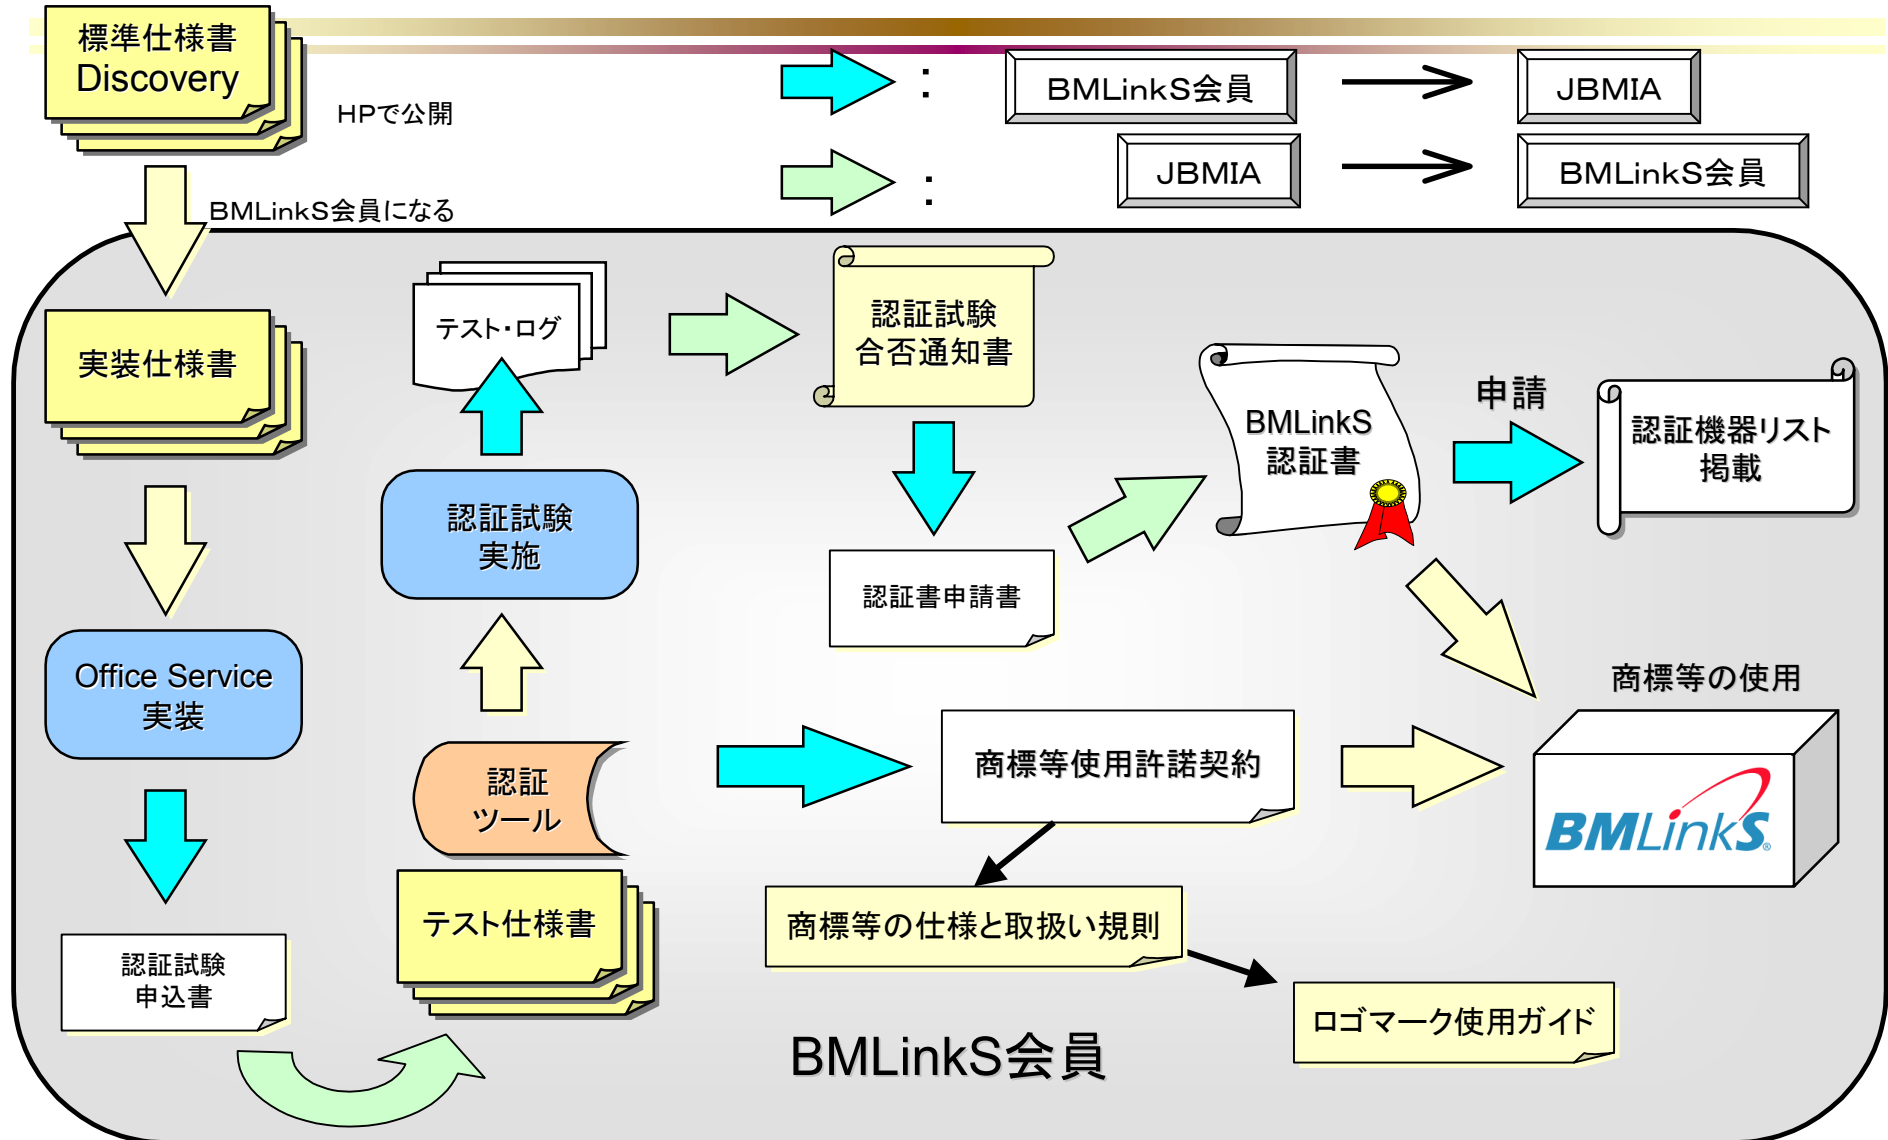 標準仕様書
Discovery
HPで公開
: BMLinkS会員 JBMIA
: JBMIA BMLinkS会員
BMLinkS会員になる
実装仕様書
テスト・ログ
認証試験
合否通知書
BMLinkS
認証書
申請
認証機器リスト
掲載
認証試験
実施
認証書申請書
Office Service
実装
商標等の使用
認証
ツール
商標等使用許諾契約
BMLinkS®
テスト仕様書
商標等の仕様と取扱い規則
認証試験
申込書
ロゴマーク使用ガイド
BMLinkS会員